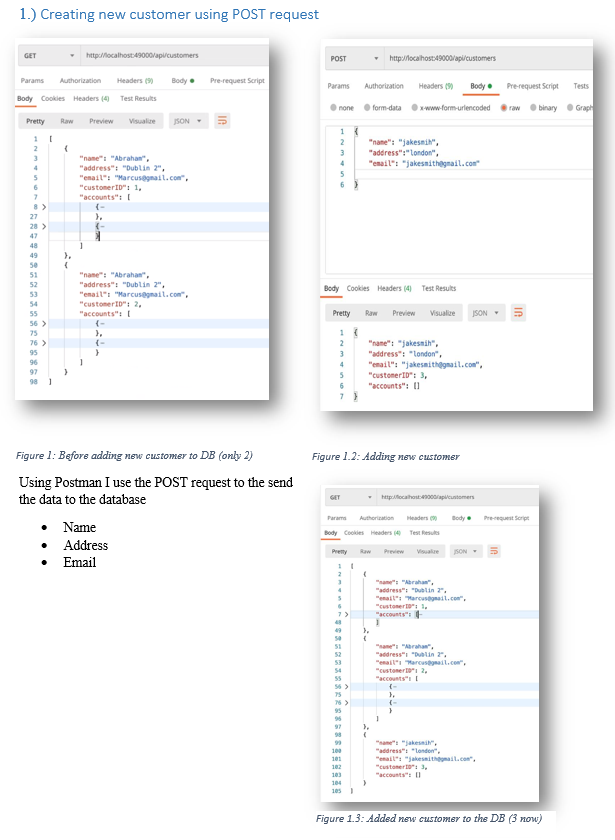 1.) Creating new customer using POST request
GET http://localhost:49000/api/customers
Params Authorization Headers (9) Body Pre-request Script
Body Cookies Headers (4) Test Results
Pretty Raw Preview Visualize JSON
1 [
2 {
3 "name": "Abraham",
4 "address": "Dublin 2",
5 "email": "Marcus@gmail.com",
6 "customerID": 1,
7 "accounts": [
8 > {-
27 },
28 > {-
47 }
48 ]
49 },
50 {
51 "name": "Abraham",
52 "address": "Dublin 2",
53 "email": "Marcus@gmail.com",
54 "customerID": 2,
55 "accounts": [
56 > {-
75 },
76 > {-
95 }
96 ]
97 }
98 ]
Figure 1: Before adding new customer to DB (only 2)
POST http://localhost:49000/api/customers
Params Authorization Headers (9) Body Pre-request Script Tests
none form-data x-www-form-urlencoded raw binary Graph
1 {
2 "name": "jakesmih",
3 "address":"london",
4 "email": "jakesmith@gmail.com"
5
6 }
Body Cookies Headers (4) Test Results
Pretty Raw Preview Visualize JSON
1 {
2 "name": "jakesmih",
3 "address": "london",
4 "email": "jakesmith@gmail.com",
5 "customerID": 3,
6 "accounts": []
7 }
Figure 1.2: Adding new customer
Using Postman I use the POST request to the send
the data to the database
• Name
• Address
• Email
GET http://localhost:49000/api/customers
Params Authorization Headers (9) Body Pre-request Script
Body Cookies Headers (4) Test Results
Pretty Raw Preview Visualize JSON
1 [
2 {
3 "name": "Abraham",
4 "address": "Dublin 2",
5 "email": "Marcus@gmail.com",
6 "customerID": 1,
7 > "accounts": [-
48 ]
49 },
50 {
51 "name": "Abraham",
52 "address": "Dublin 2",
53 "email": "Marcus@gmail.com",
54 "customerID": 2,
55 "accounts": [
56 > {-
75 },
76 > {-
95 }
96 ]
97 },
98 {
99 "name": "jakesmih",
100 "address": "london",
101 "email": "jakesmith@gmail.com",
102 "customerID": 3,
103 "accounts": []
104 }
105 ]
Figure 1.3: Added new customer to the DB (3 now)